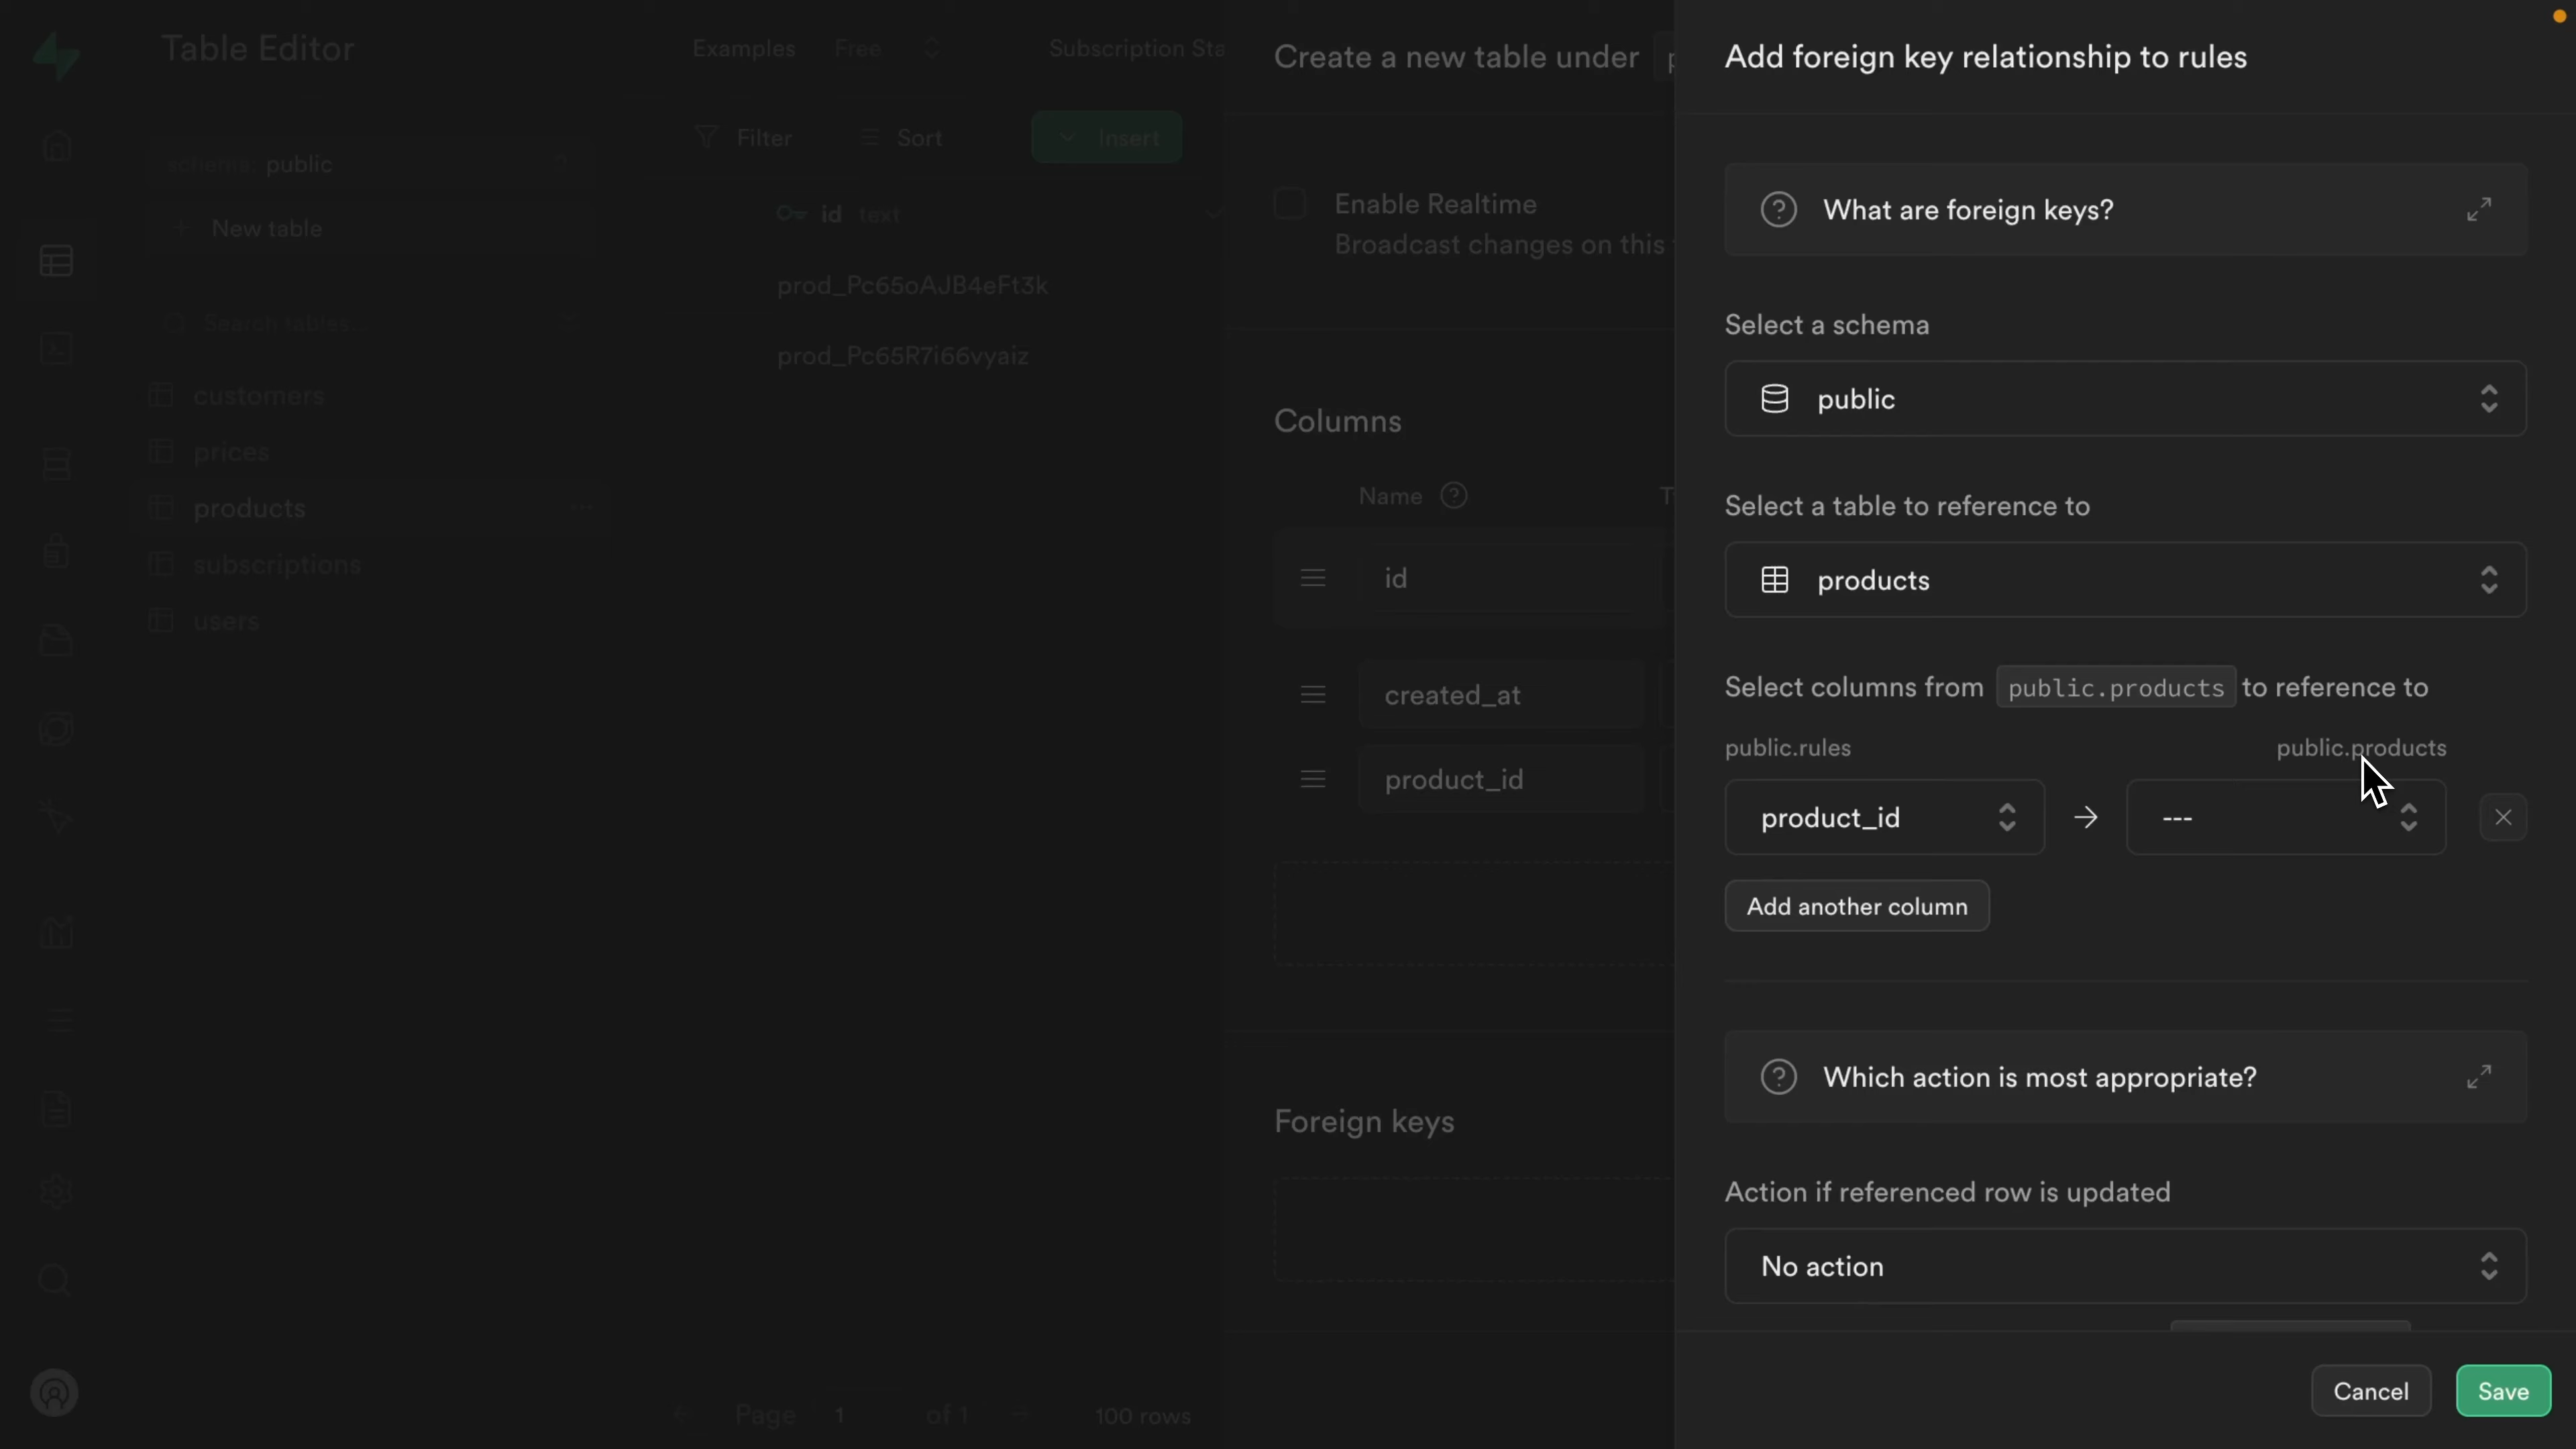 Table Editor
schema: public
New table
Search tables...
customers
prices
products
subscriptions
users
Examples Free Subscription Sta
Filter Sort Insert
id text
prod_Pc65oAJB4eFt3k
prod_Pc65R7i66vyaiz
Page 1 of 1 100 rows
Create a new table under p
Enable Realtime
Broadcast changes on this
Columns
Name T
id
created_at
product_id
Foreign keys
Add foreign key relationship to rules
What are foreign keys?
Select a schema
public
Select a table to reference to
products
Select columns from public.products to reference to
public.rules public.products
product_id → ---
Add another column
Which action is most appropriate?
Action if referenced row is updated
No action
Cancel Save